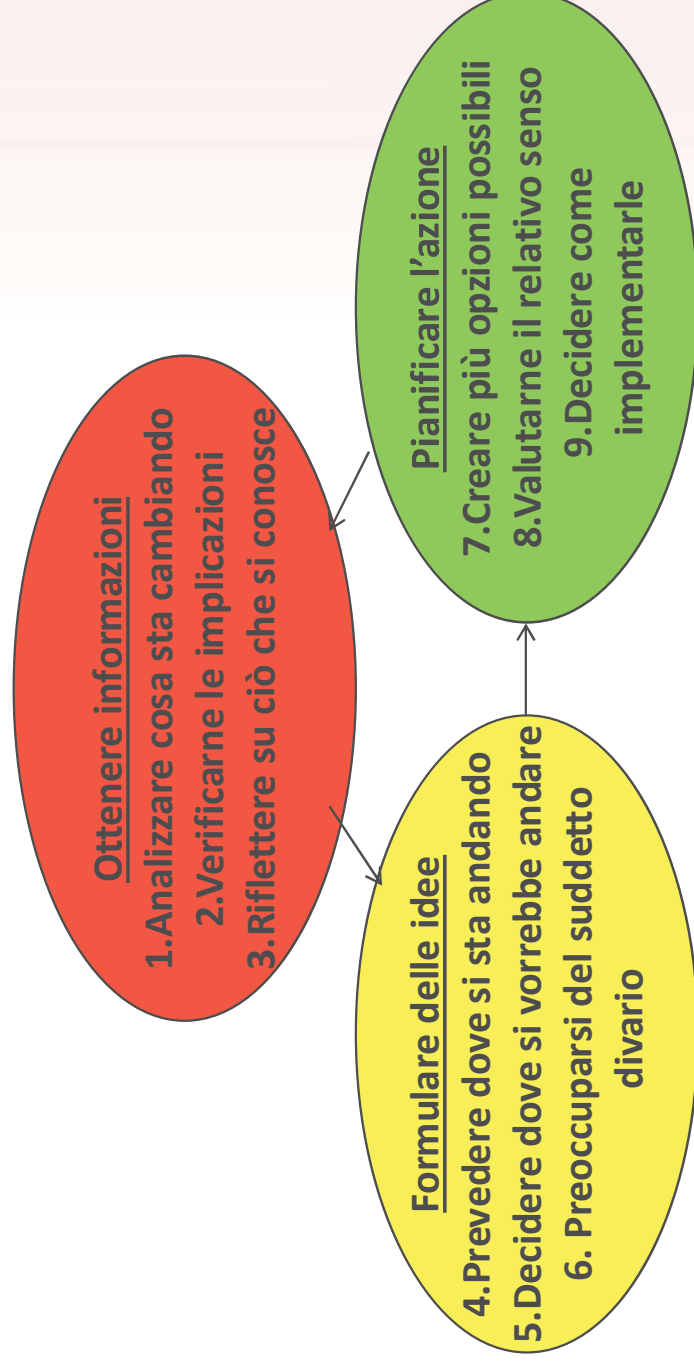 Ottenere informazioni
1.Analizzare cosa sta cambiando
2.Verificarne le implicazioni
3.Riflettere su ciò che si conosce
Formulare delle idee
4.Prevedere dove si sta andando
5.Decidere dove si vorrebbe andare
6. Preoccuparsi del suddetto
divario
Pianificare l'azione
7.Creare più opzioni possibili
8.Valutarne il relativo senso
9.Decidere come
implementarle